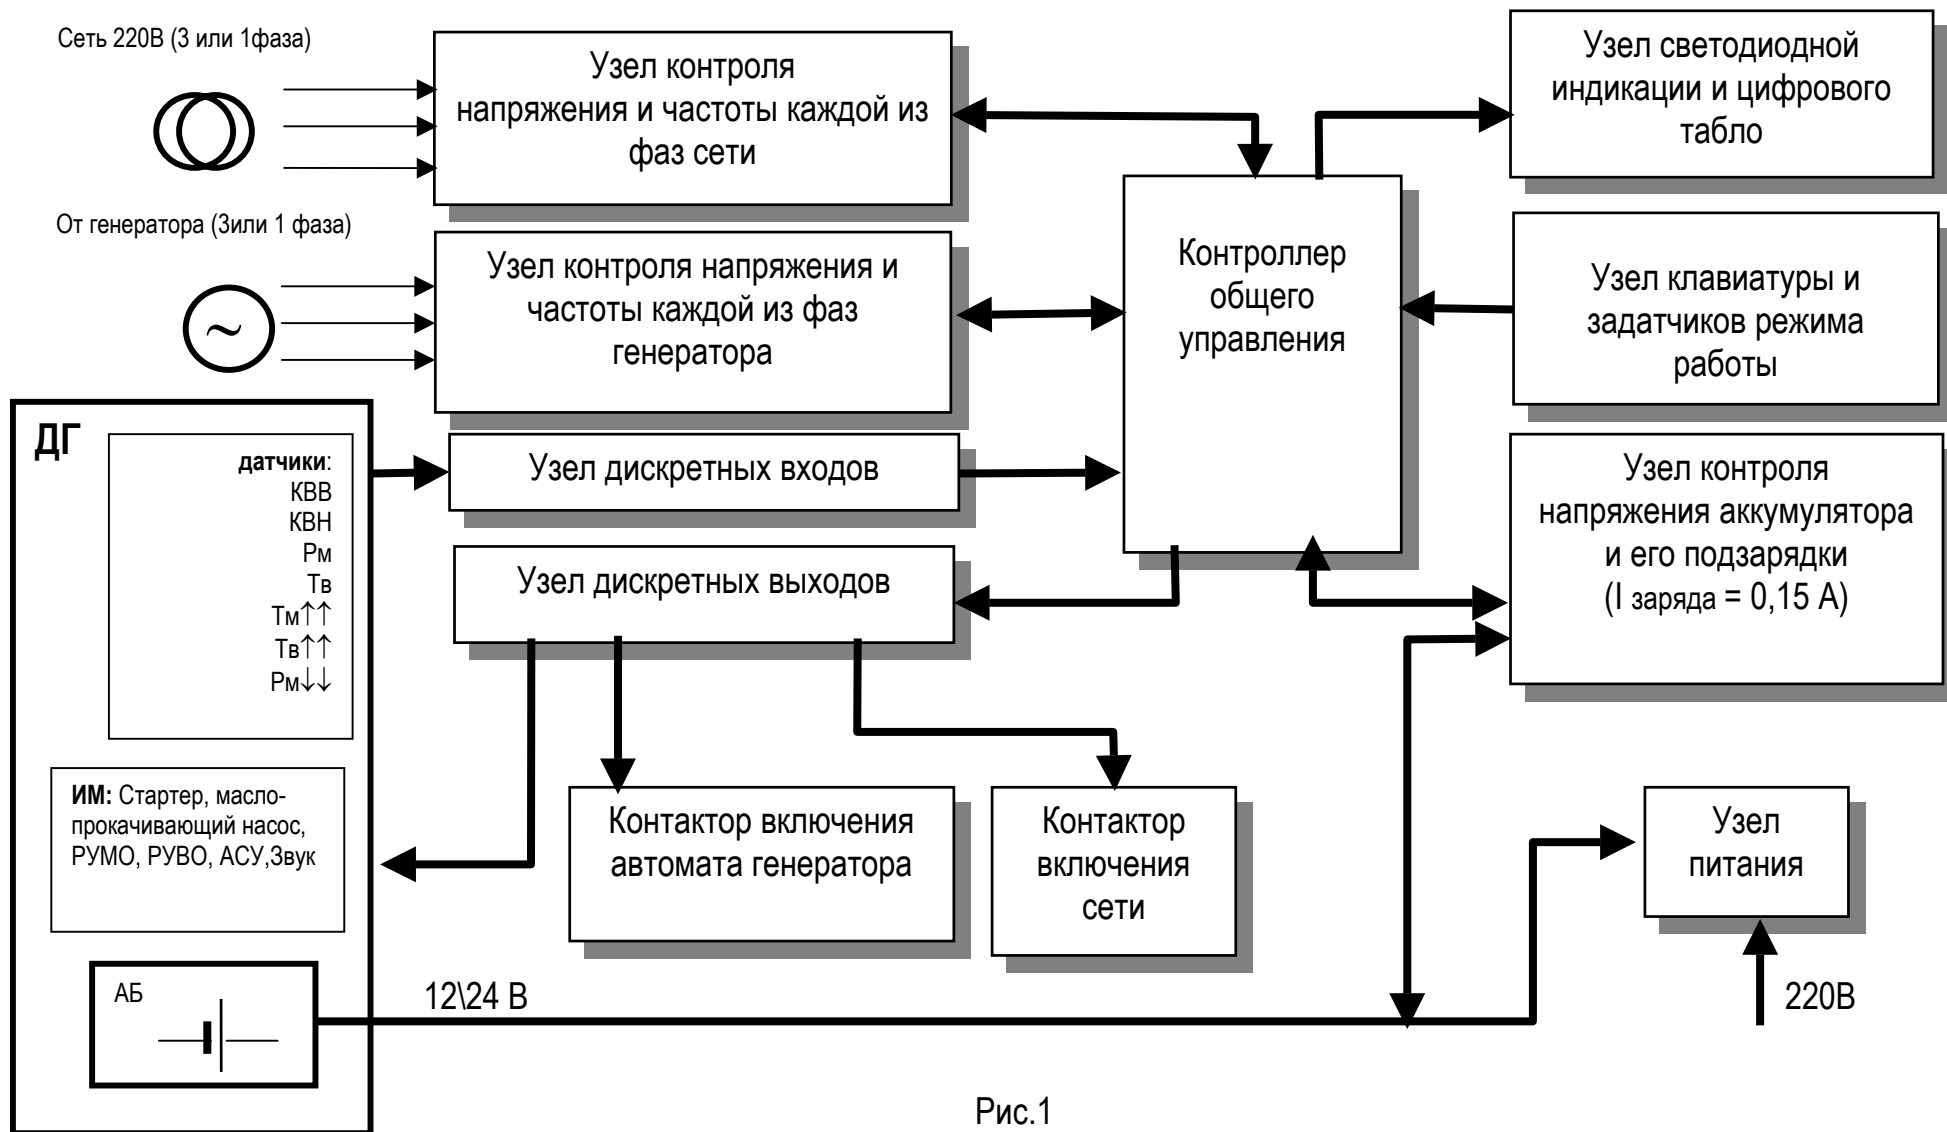 Сеть 220В (3 или 1фаза)
Узел контроля
напряжения и частоты каждой из
фаз сети
Узел светодиодной
индикации и цифрового
табло
От генератора (3или 1 фаза)
Узел контроля напряжения и
частоты каждой из фаз
генератора
~
Контроллер
общего
управления
Узел клавиатуры и
задатчиков режима
работы
ДГ
датчики:
КВВ
КВН
Рм
Тв
Тм↑↑
Тв↑↑
Рм↓↓
Узел дискретных входов
Узел дискретных выходов
Узел контроля
напряжения аккумулятора
и его подзарядки
(I заряда = 0,15 А)
ИМ: Стартер, масло-
прокачивающий насос,
РУМО, РУВО, АСУ,Звук
Контактор включения
автомата генератора
Контактор
включения
сети
Узел
питания
АБ
12\24 В
220В
Рис.1